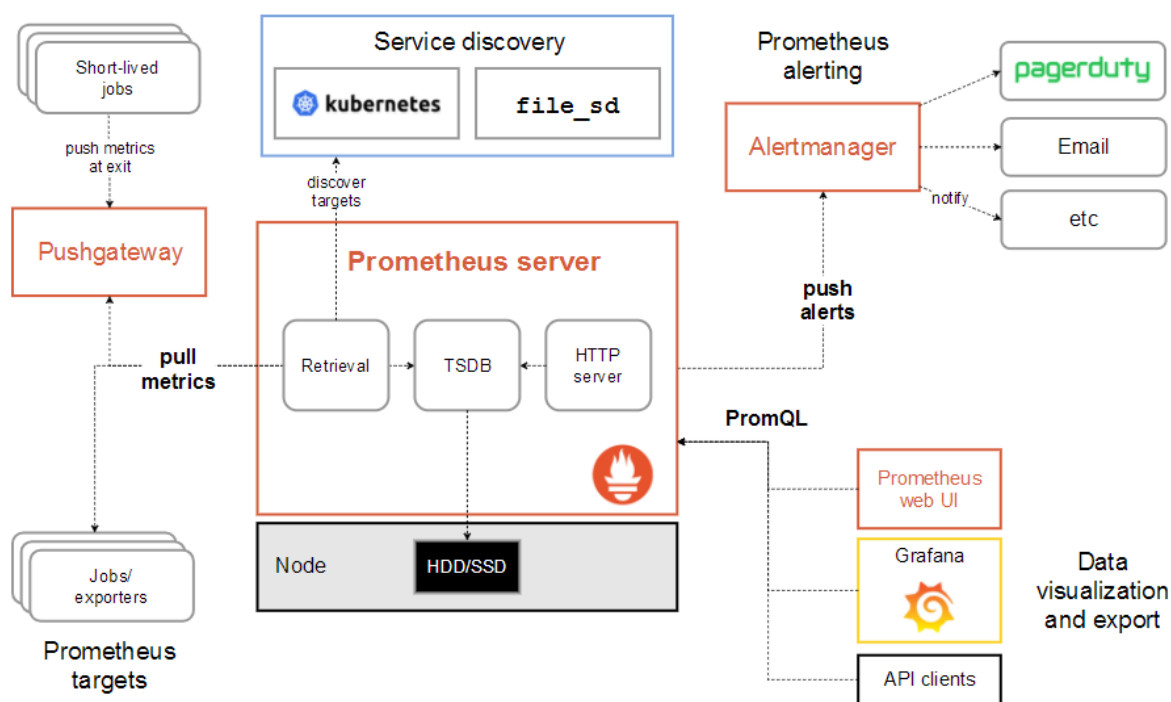 Short-lived
jobs
push metrics
at exit
Pushgateway
pull
metrics
Jobs/
exporters
Prometheus
targets
Service discovery
kubernetes
file_sd
discover
targets
Prometheus server
Retrieval
TSDB
HTTP
server
Node
HDD/SSD
Prometheus
alerting
Alertmanager
pagerduty
Email
notify
etc
push
alerts
PromQL
Prometheus
web UI
Grafana
API clients
Data
visualization
and export